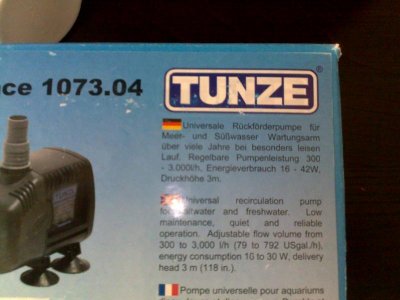 ce 1073.04
TUNZE®
Universale Rückförderpumpe für
Meer- und Süßwasser Wartungsarm
über viele Jahre bei besonders leisen
Lauf. Regelbare Pumpenleistung 300
- 3.000l/h. Energieverbrauch 16 - 42W,
Druckhöhe 3m.
Universal recirculation pump
for saltwater and freshwater. Low
maintenance, quiet and reliable
operation. Adjustable flow volume from
300 to 3,000 l/h (79 to 792 USgal./h),
energy consumption 16 to 30 W, delivery
head 3 m (118 in.).
Pompe universelle pour aquariums